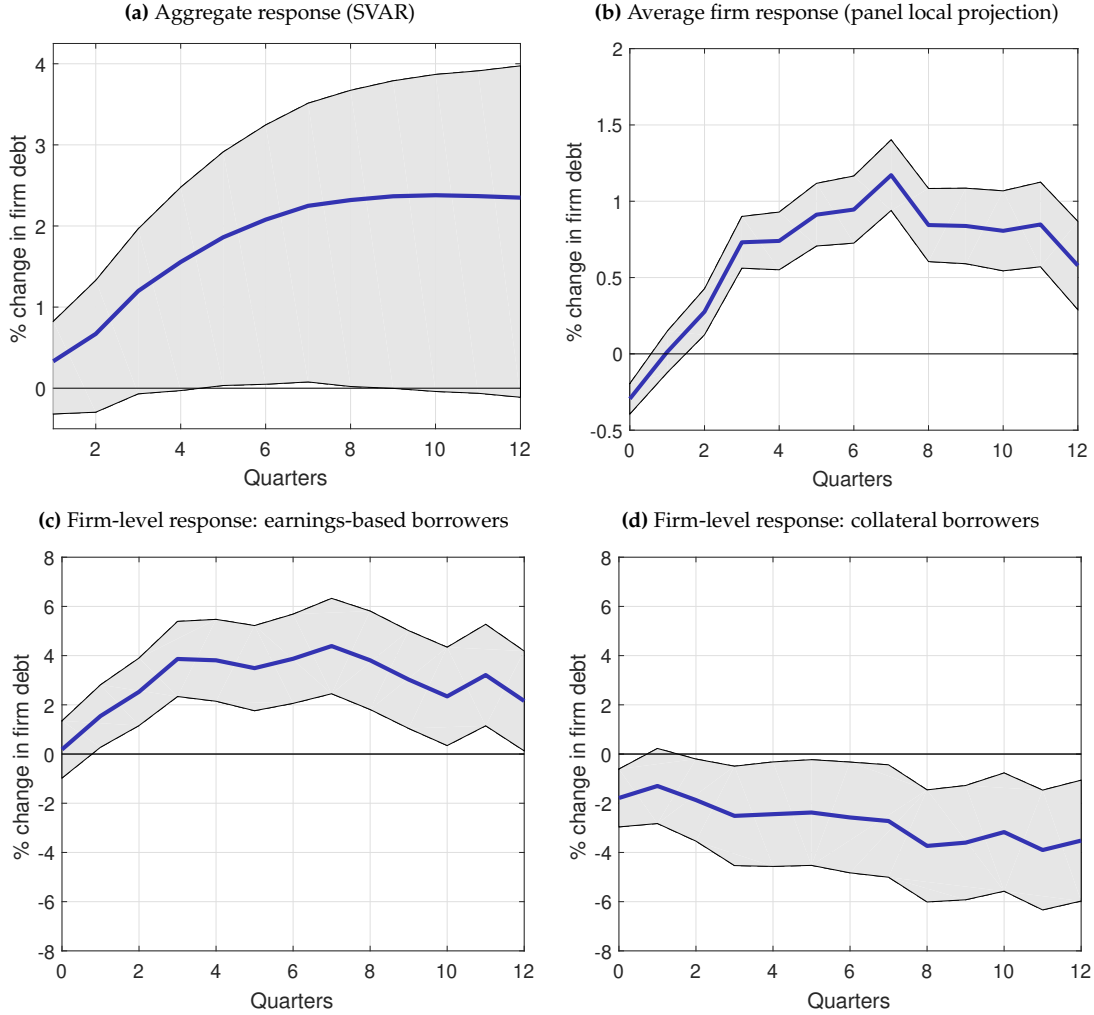 (a) Aggregate response (SVAR)
% change in firm debt
4
3
2
1
0
2 4 6 8 10 12
Quarters
(b) Average firm response (panel local projection)
% change in firm debt
2
1.5
1
0.5
0
-0.5
0 2 4 6 8 10 12
Quarters
(c) Firm-level response: earnings-based borrowers
% change in firm debt
8
6
4
2
0
-2
-4
-6
-8
0 2 4 6 8 10 12
Quarters
(d) Firm-level response: collateral borrowers
% change in firm debt
8
6
4
2
0
-2
-4
-6
-8
0 2 4 6 8 10 12
Quarters